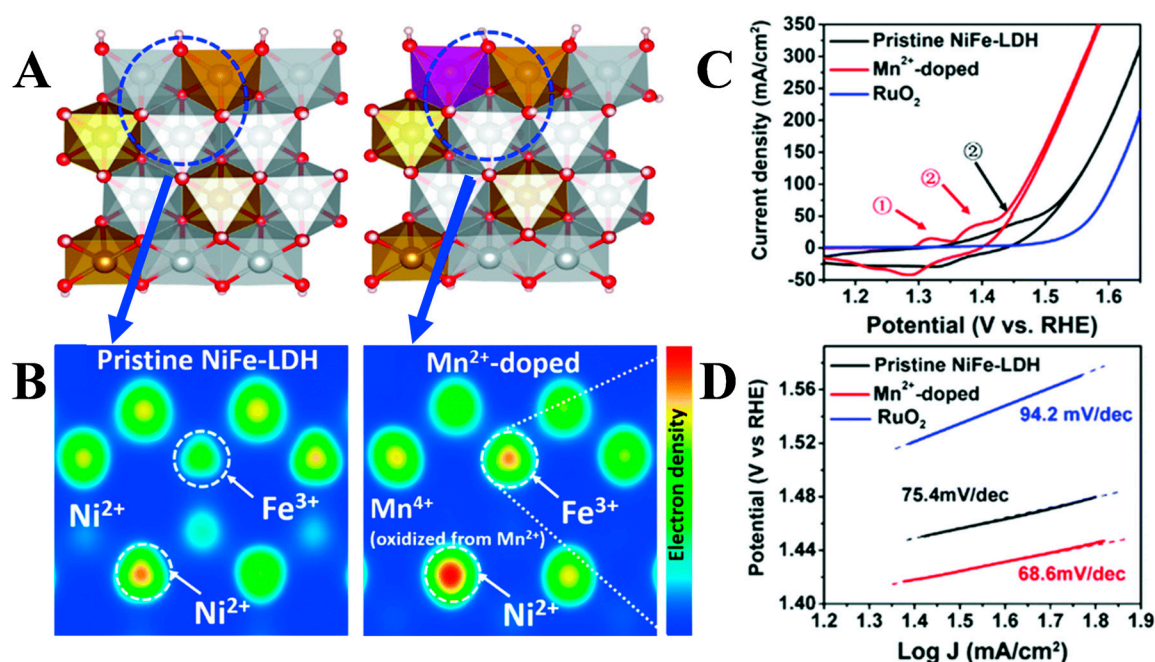 A
B
Pristine NiFe-LDH
Ni²⁺
Fe³⁺
Ni²⁺
Mn²⁺-doped
Mn⁴⁺
(oxidized from Mn²⁺)
Fe³⁺
Ni²⁺
Electron density
C
Pristine NiFe-LDH
Mn²⁺-doped
RuO₂
①
②
②
350
300
250
200
150
100
50
0
-50
1.2
1.3
1.4
1.5
1.6
Current density (mA/cm²)
Potential (V vs. RHE)
D
Pristine NiFe-LDH
Mn²⁺-doped
RuO₂
94.2 mV/dec
75.4mV/dec
68.6mV/dec
1.56
1.52
1.48
1.44
1.40
1.2
1.3
1.4
1.5
1.6
1.7
1.8
1.9
Potential (V vs RHE)
Log J (mA/cm²)